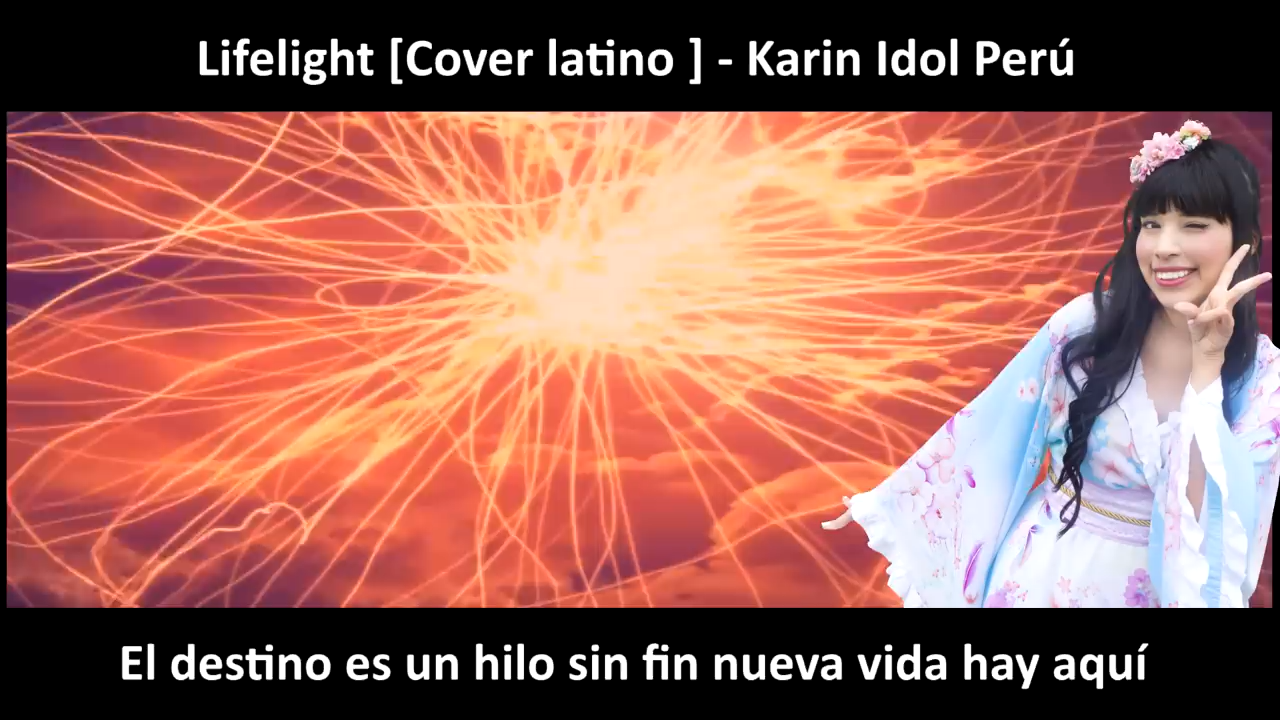 Lifelight [Cover latino ] - Karin Idol Perú
El destino es un hilo sin fin nueva vida hay aquí